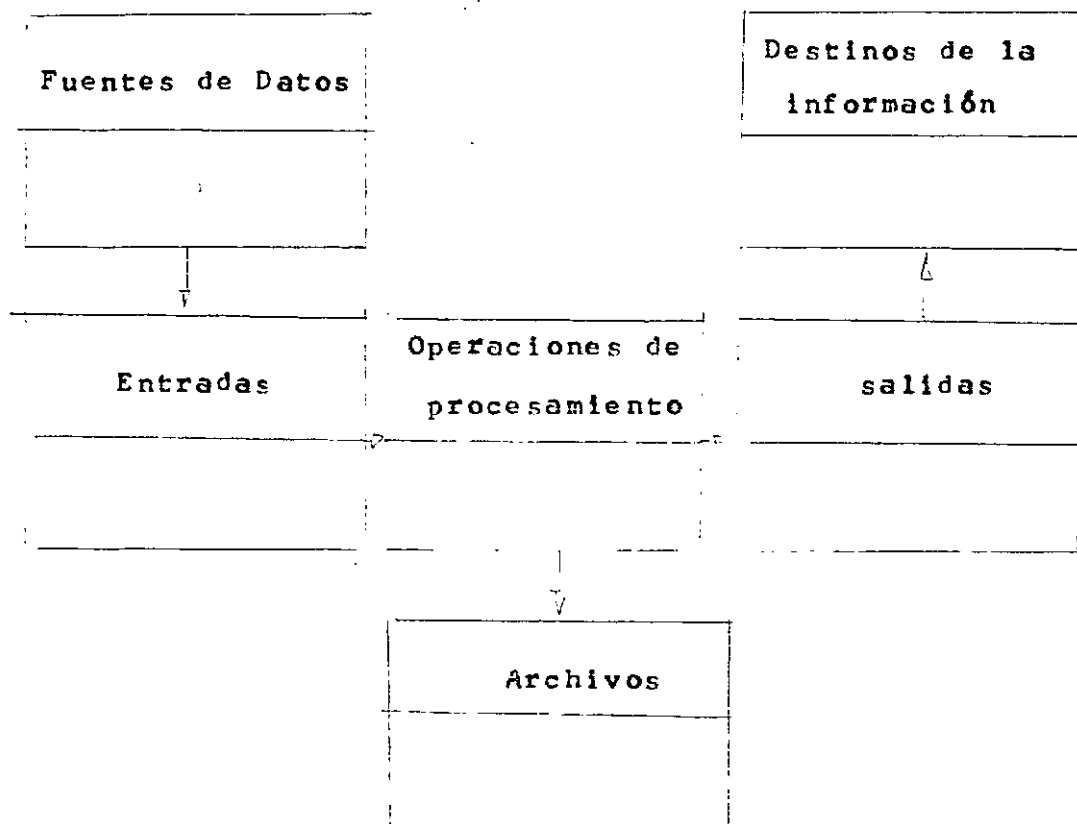 Fuentes de Datos
Destinos de la
información
Entradas
Operaciones de
procesamiento
salidas
Archivos